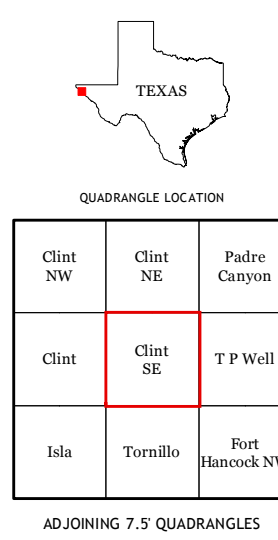 TEXAS
QUADRANGLE LOCATION
Clint NW
Clint NE
Padre Canyon
Clint
Clint SE
T P Well
Isla
Tornillo
Fort Hancock NW
ADJOINING 7.5' QUADRANGLES